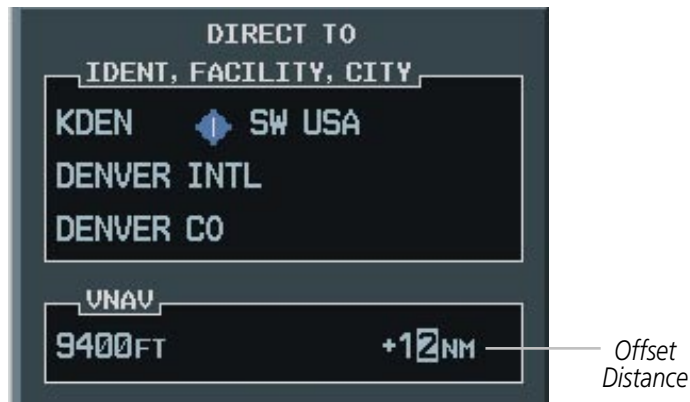 DIRECT TO
IDENT, FACILITY, CITY
KDEN SW USA
DENVER INTL
DENVER CO
VNAV
9400FT +12NM
Offset
Distance